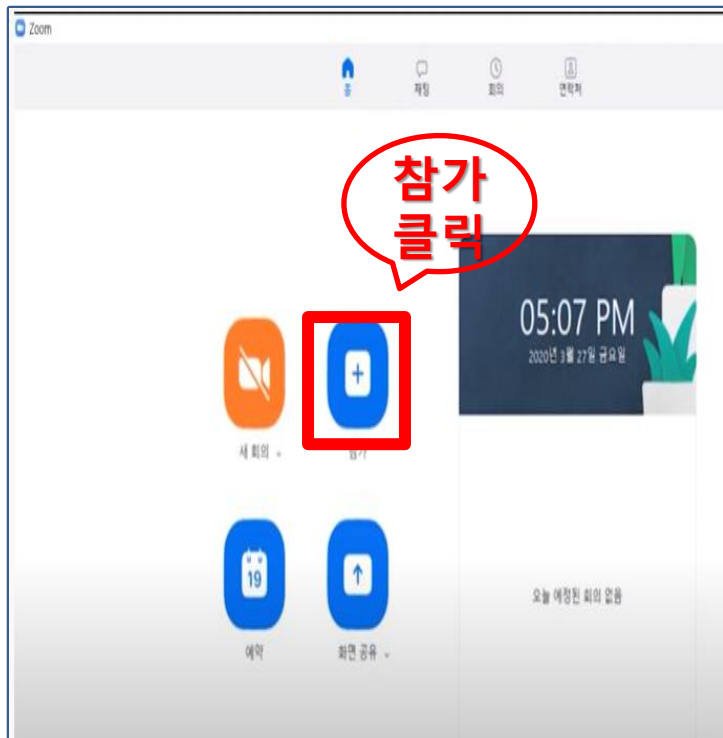 Zoom
홈
채팅
회의
연락처
참가
클릭
05:07 PM
2020년 3월 27일 금요일
새 회의
참가
19
예약
화면 공유
오늘 예정된 회의 없음